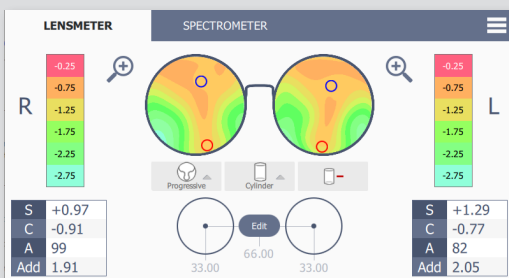 LENSMETER SPECTROMETER
-0.25 -0.25
-0.75 -0.75
R -1.25 -1.25 L
-1.75 -1.75
-2.25 -2.25
-2.75 -2.75
Progressive Cylinder
S +0.97 S +1.29
C -0.91 Edit C -0.77
A 99 66.00 A 82
Add 1.91 33.00 33.00 Add 2.05